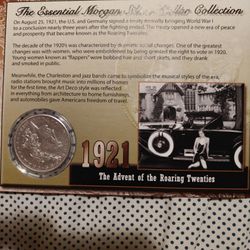 The Essential Morgan Silver Dollar Collection
On August 25, 1921, the U.S. and Germany signed a treaty formally bringing World War I
to a conclusion nearly three years after the fighting ended. The treaty opened a new era of peace
and prosperity that became known as the Roaring Twenties.
The decade of the 1920s was characterized by dramatic social changes. One of the greatest
changes was with women, who were emboldened by being granted the right to vote in 1920.
Young women known as "flappers" wore bobbed hair and short skirts, and they drank
and smoked in public.
Meanwhile, the Charleston and jazz bands came to symbolize the musical styles of the era,
radio stations brought music into millions of homes
for the first time, the Art Deco style was reflected
in everything from architecture to home furnishings,
and automobiles gave Americans freedom of travel.
1921
The Advent of the Roaring Twenties